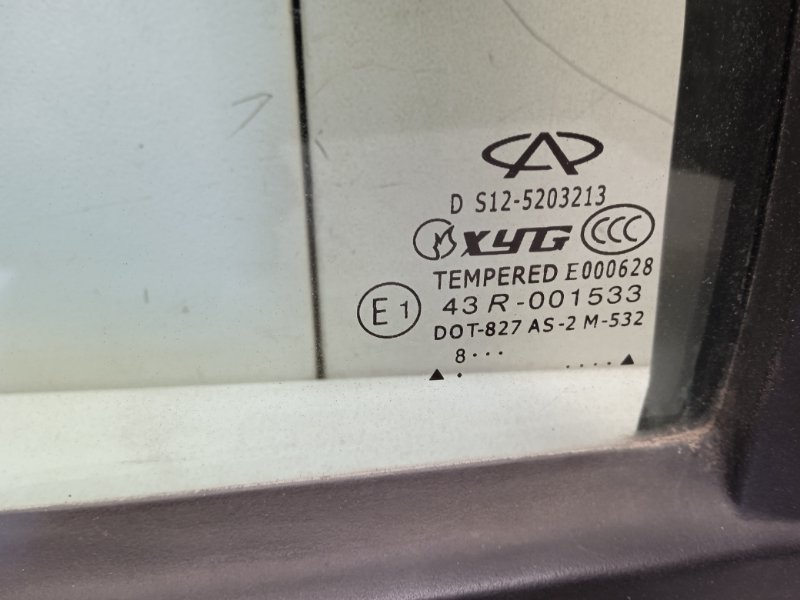 D S12-5203213
XYG CCC
TEMPERED E000628
E1 43R-001533
DOT-827 AS-2 M-532
8...
. ....